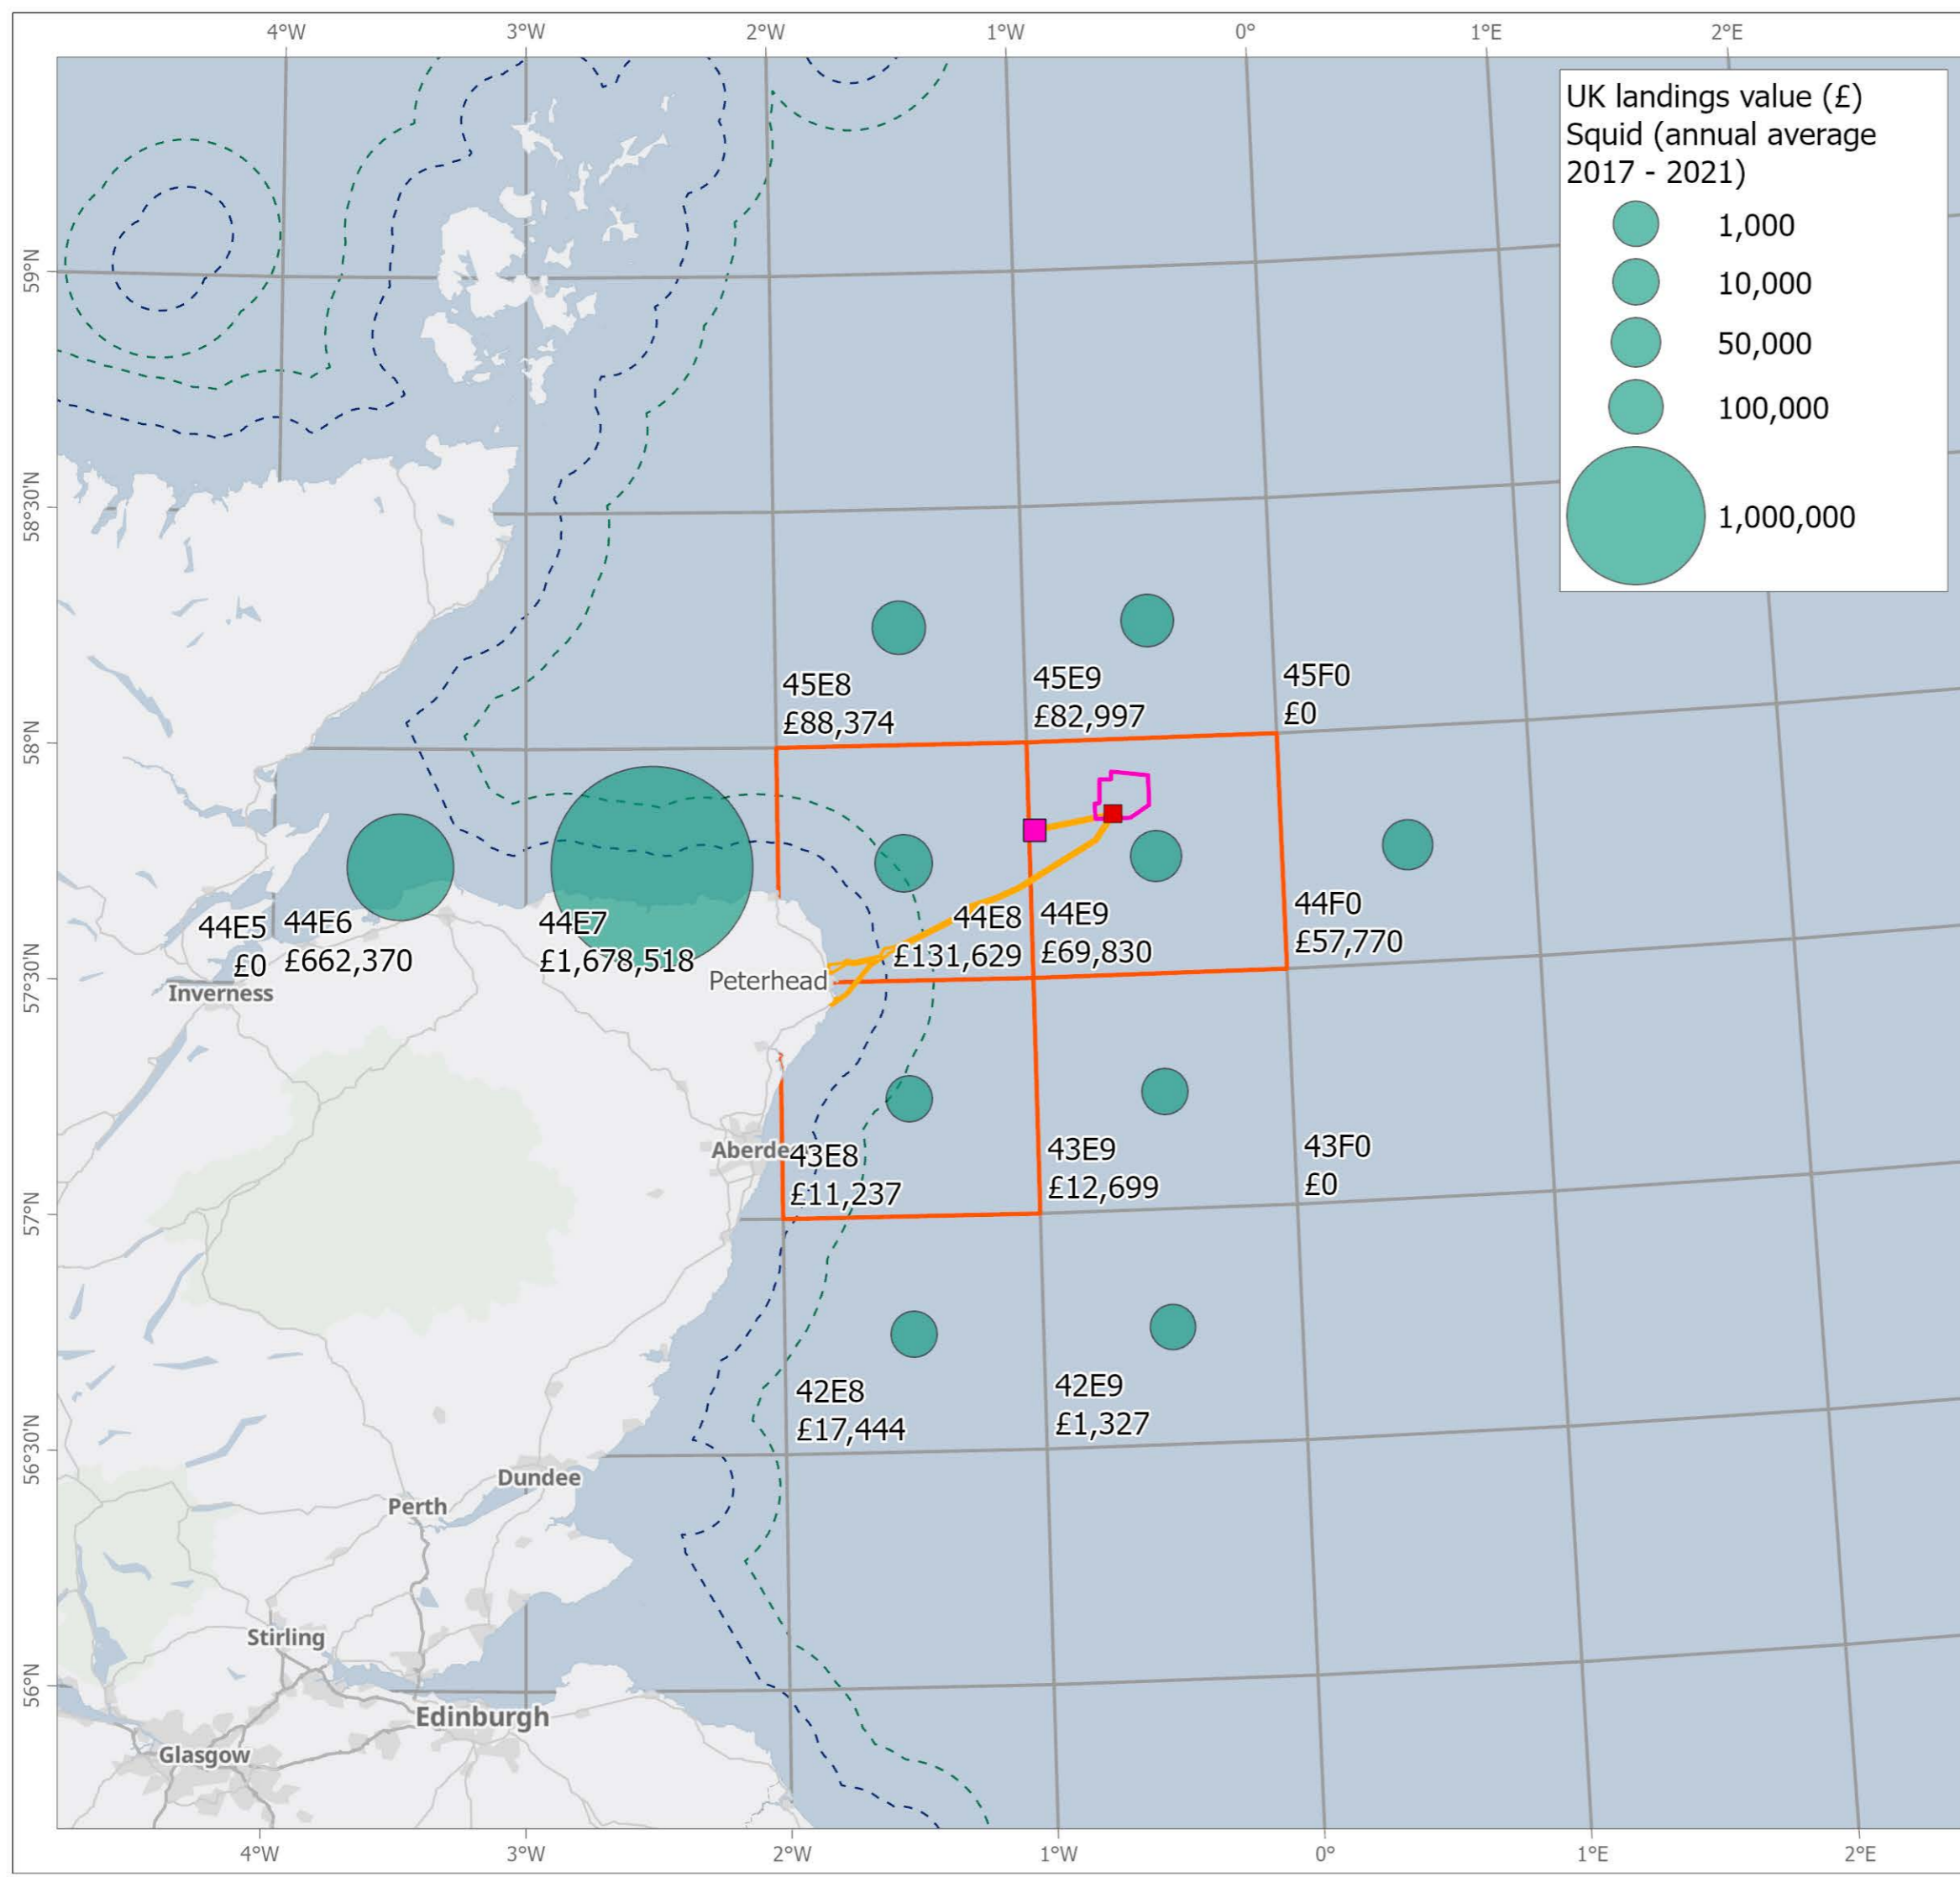 4°W 3°W 2°W 1°W 0° 1°E 2°E
UK landings value (£)
Squid (annual average
2017 - 2021)
1,000
10,000
50,000
100,000
1,000,000
59°N
58°30'N
58°N
57°30'N
57°N
56°30'N
56°N
45E8
£88,374
45E9
£82,997
45F0
£0
44E5
£0
44E6
£662,370
44E7
£1,678,518
44E8
£131,629
44E9
£69,830
44F0
£57,770
Inverness
Peterhead
Aberde
43E8
£11,237
43E9
£12,699
43F0
£0
42E8
£17,444
42E9
£1,327
Dundee
Perth
Stirling
Edinburgh
Glasgow
4°W 3°W 2°W 1°W 0° 1°E 2°E